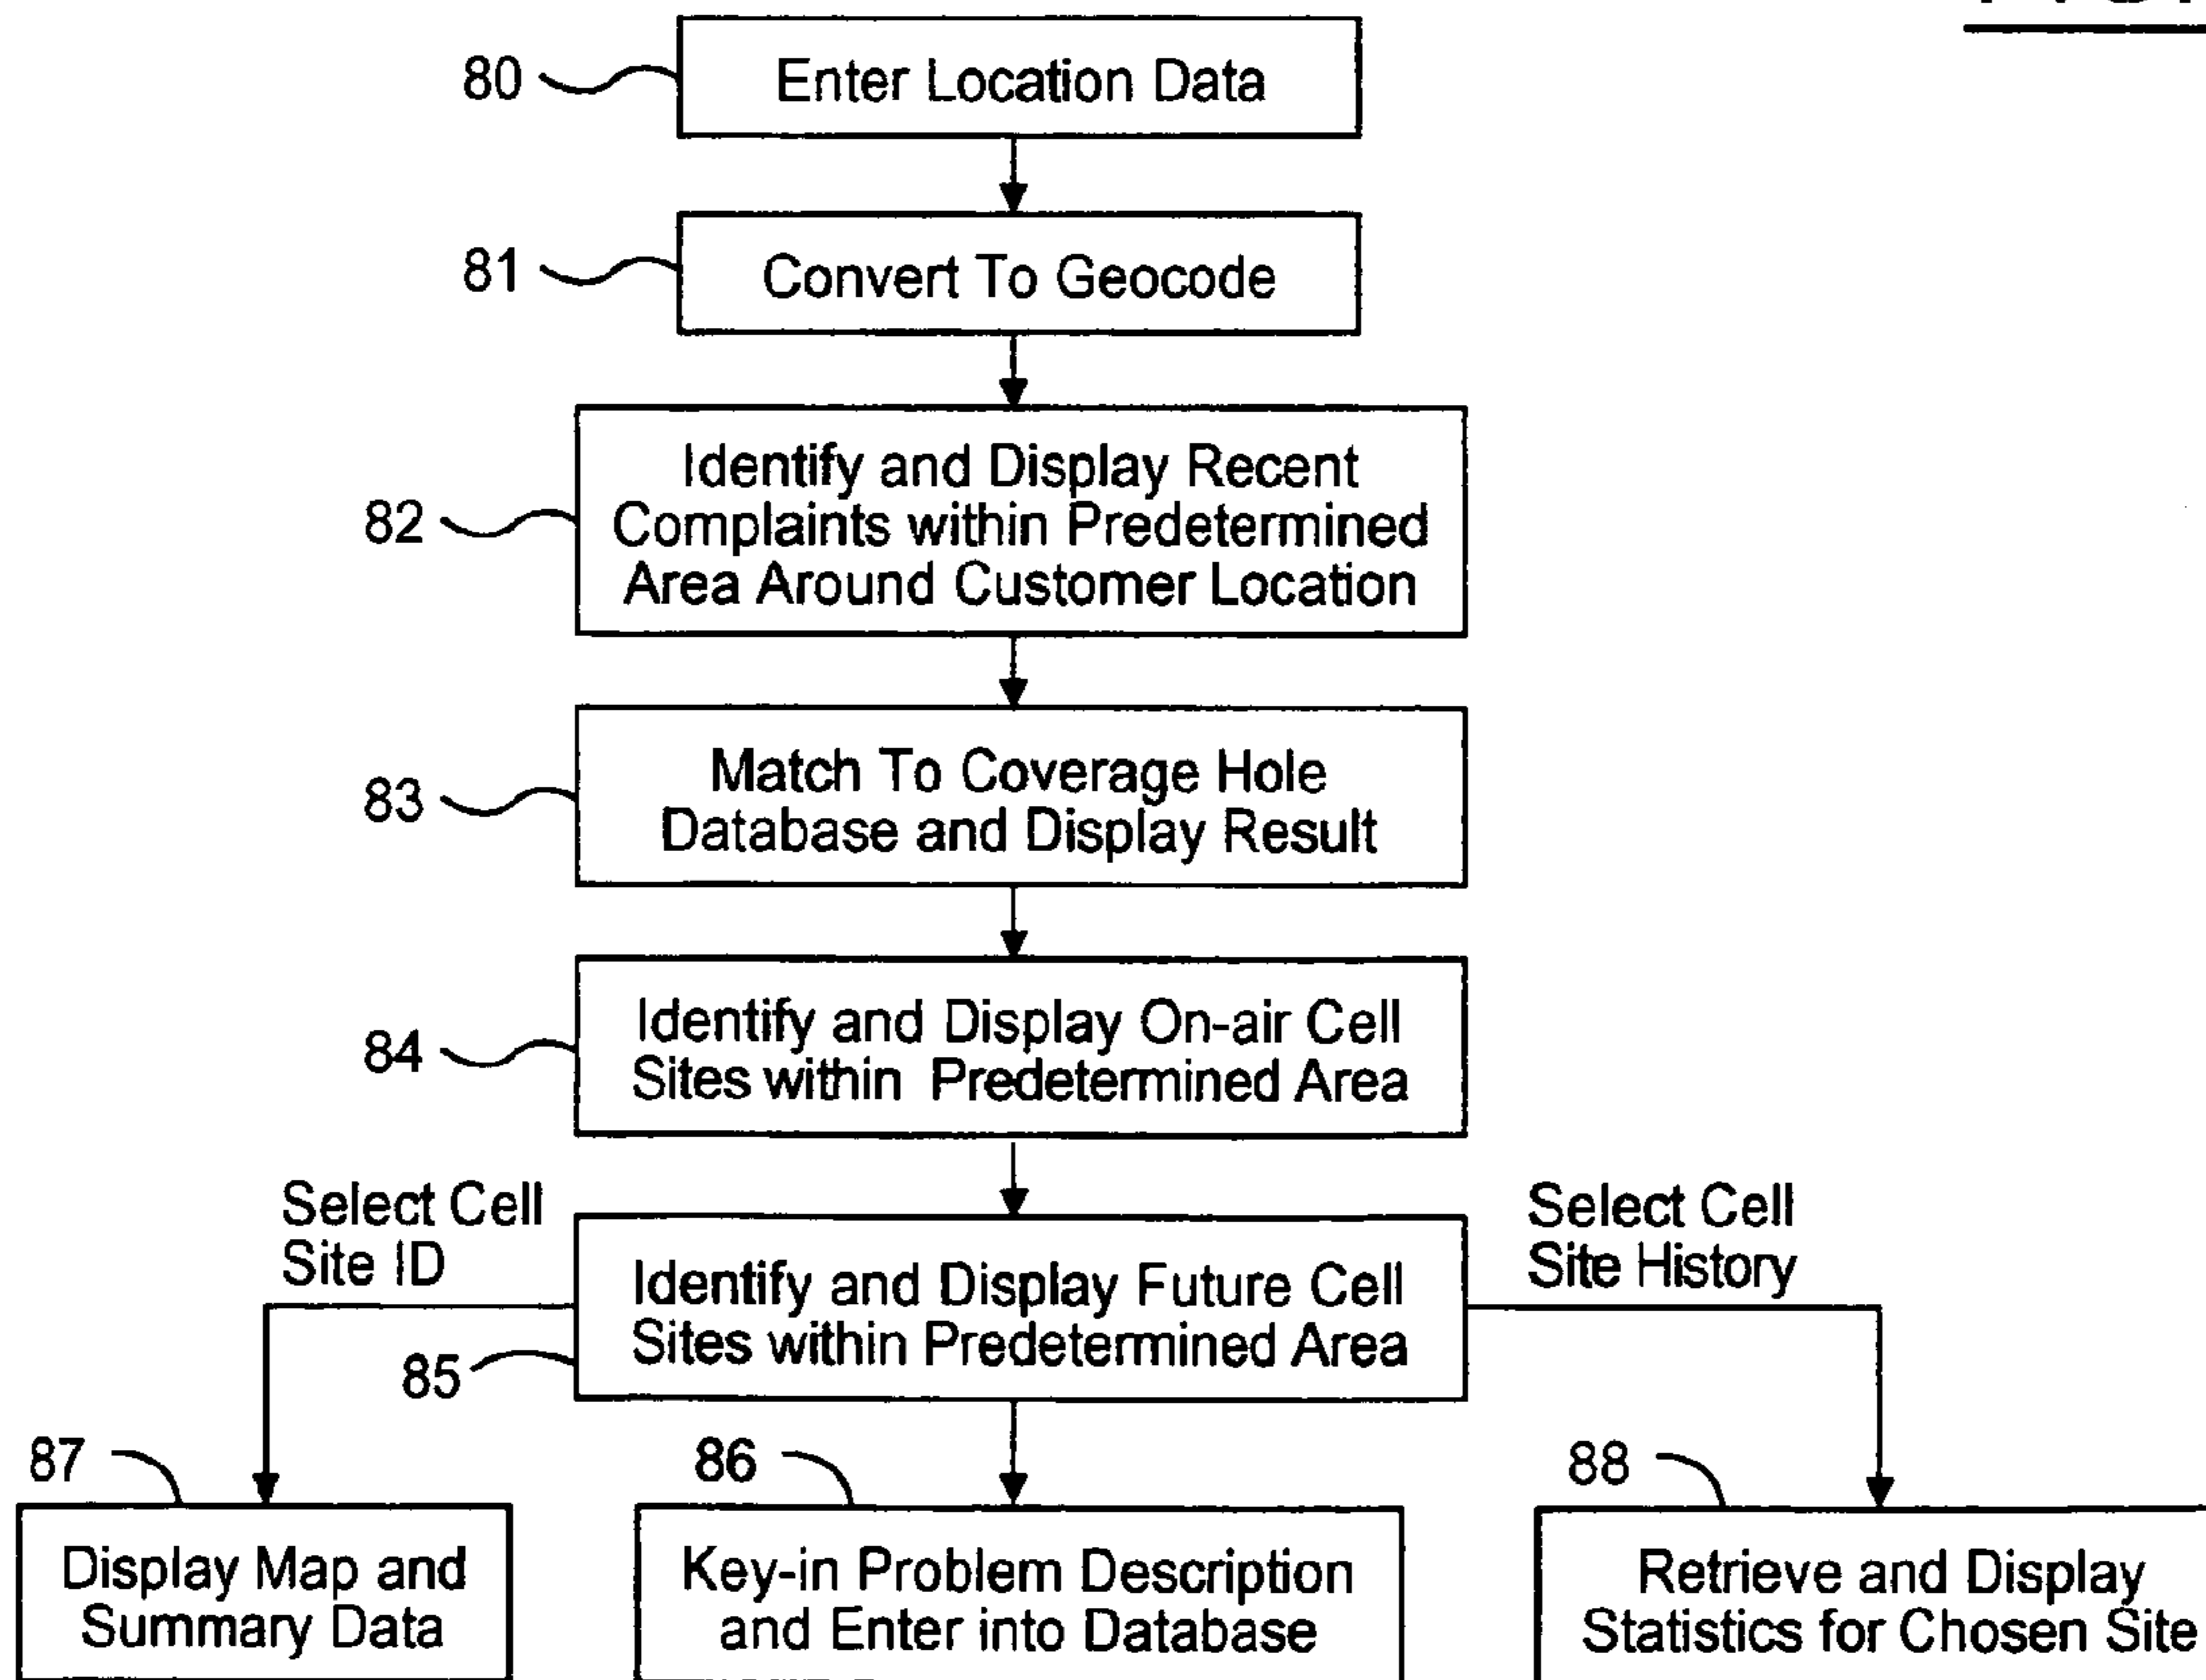 80
Enter Location Data
81
Convert To Geocode
82
Identify and Display Recent
Complaints within Predetermined
Area Around Customer Location
83
Match To Coverage Hole
Database and Display Result
84
Identify and Display On-air Cell
Sites within Predetermined Area
Select Cell
Site ID
Select Cell
Site History
Identify and Display Future Cell
Sites within Predetermined Area
85
87
Display Map and
Summary Data
86
Key-in Problem Description
and Enter into Database
88
Retrieve and Display
Statistics for Chosen Site